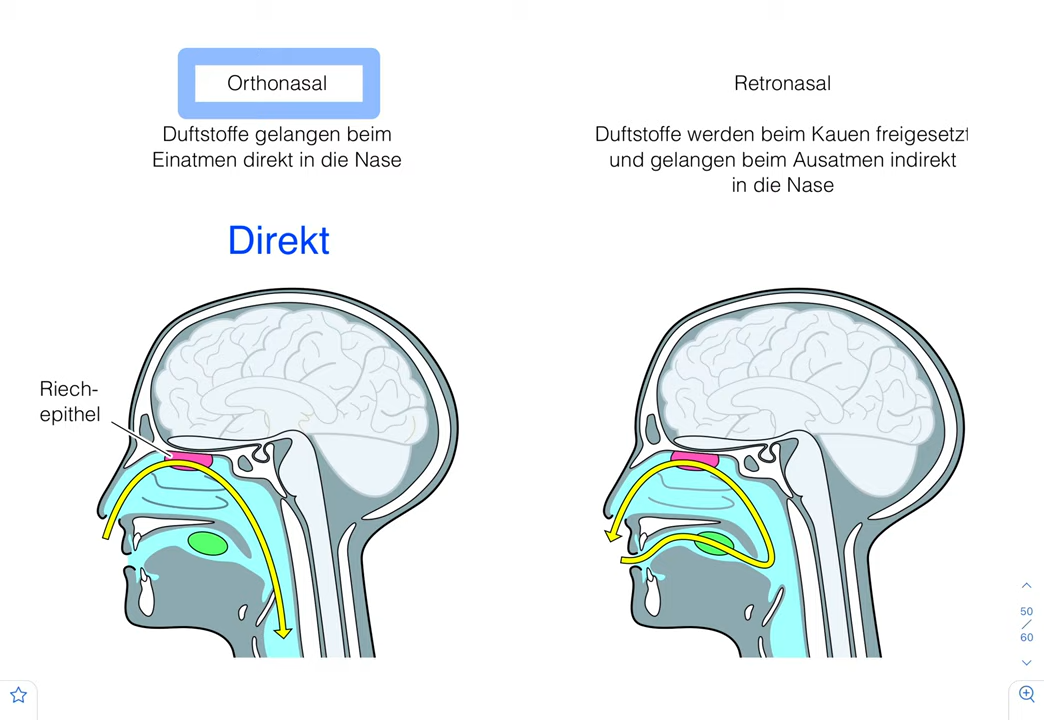 Orthonasal
Duftstoffe gelangen beim
Einatmen direkt in die Nase
Direkt
Riech-
epithel
Retronasal
Duftstoffe werden beim Kauen freigesetzt
und gelangen beim Ausatmen indirekt
in die Nase
50
/
60